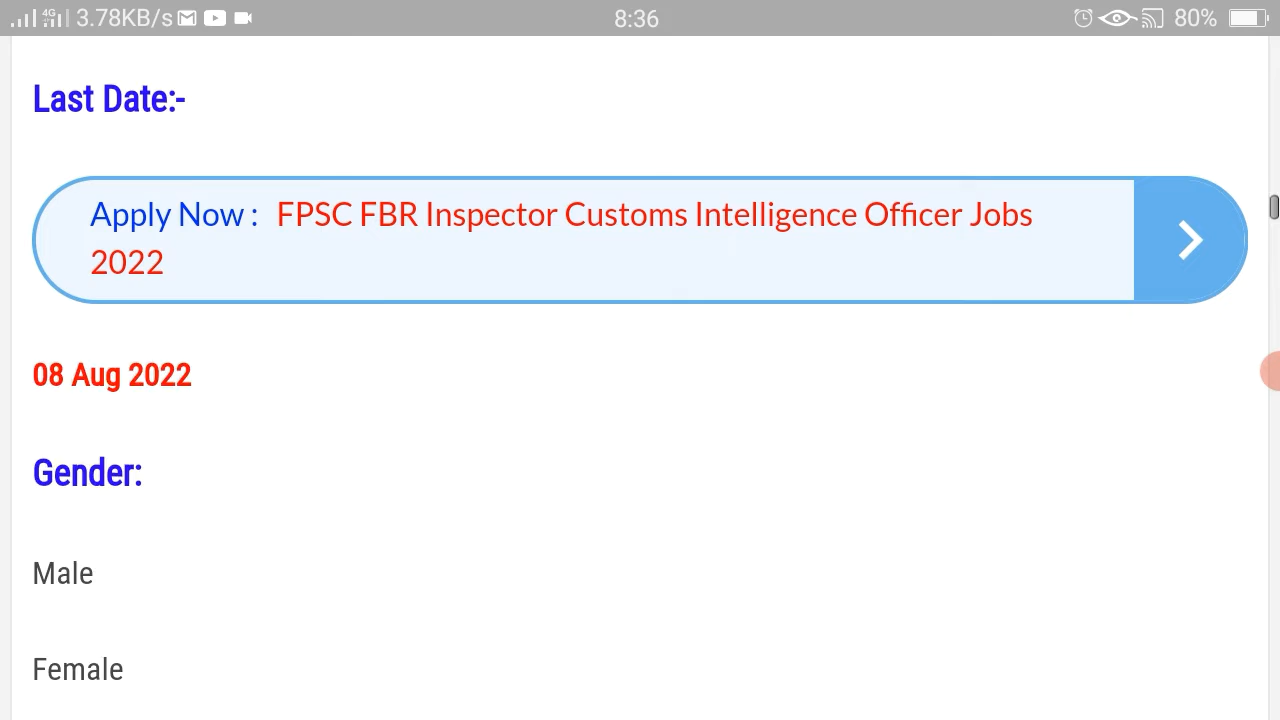 4G 3.78KB/s 8:36 80%
Last Date:-
Apply Now : FPSC FBR Inspector Customs Intelligence Officer Jobs
2022
08 Aug 2022
Gender:
Male
Female